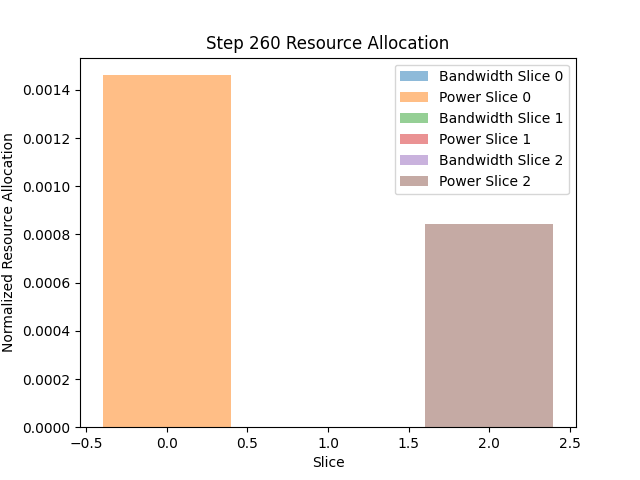 Step 260 Resource Allocation
Normalized Resource Allocation
0.0014
0.0012
0.0010
0.0008
0.0006
0.0004
0.0002
0.0000
Bandwidth Slice 0
Power Slice 0
Bandwidth Slice 1
Power Slice 1
Bandwidth Slice 2
Power Slice 2
−0.5 0.0 0.5 1.0 1.5 2.0 2.5
Slice